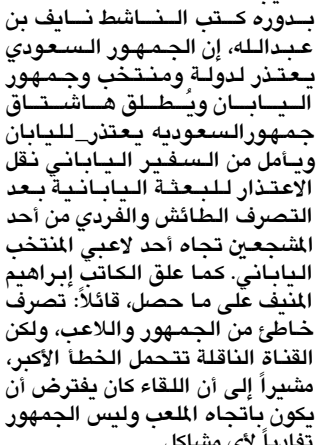 بدوره كتب الناشط نايف بن
عبدالله، إن الجمهور السعودي
يعتذر لدولة ومنتخب وجمهور
اليابان ويُطلق هاشتاق
جمهورالسعوديه يعتذر_لليابان
ويأمل من السفير الياباني نقل
الاعتذار للبعثة اليابانية بعد
التصرف الطائش والفردي من أحد
المشجعين تجاه أحد لاعبي المنتخب
الياباني. كما علق الكاتب إبراهيم
المنيف على ما حصل، قائلاً: تصرف
خاطئ من الجمهور واللاعب، ولكن
القناة الناقلة تتحمل الخطأ الأكبر،
مشيراً إلى أن اللقاء كان يفترض أن
يكون باتجاه الملعب وليس الجمهور
تفادياً لأي مشاكل